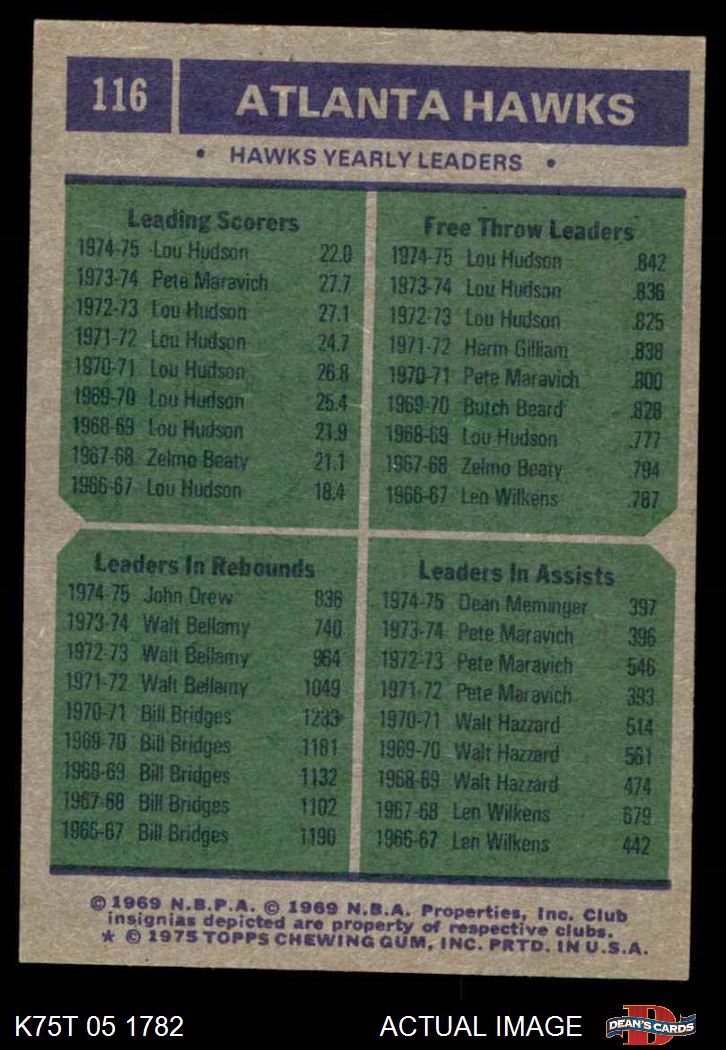 116 ATLANTA HAWKS
• HAWKS YEARLY LEADERS •
Leading Scorers
1974-75 Lou Hudson 22.0
1973-74 Pete Maravich 27.7
1972-73 Lou Hudson 27.1
1971-72 Lou Hudson 24.7
1970-71 Lou Hudson 26.8
1969-70 Lou Hudson 25.4
1968-69 Lou Hudson 21.9
1967-68 Zelmo Beaty 21.1
1966-67 Lou Hudson 18.4
Free Throw Leaders
1974-75 Lou Hudson .842
1973-74 Lou Hudson .836
1972-73 Lou Hudson .825
1971-72 Herm Gilliam .838
1970-71 Pete Maravich .800
1969-70 Butch Beard .828
1968-69 Lou Hudson .777
1967-68 Zelmo Beaty .794
1966-67 Len Wilkens .787
Leaders In Rebounds
1974-75 John Drew 836
1973-74 Walt Bellamy 740
1972-73 Walt Bellamy 964
1971-72 Walt Bellamy 1049
1970-71 Bill Bridges 1233
1969-70 Bill Bridges 1181
1968-69 Bill Bridges 1132
1967-68 Bill Bridges 1102
1966-67 Bill Bridges 1190
Leaders In Assists
1974-75 Dean Meminger 397
1973-74 Pete Maravich 396
1972-73 Pete Maravich 546
1971-72 Pete Maravich 393
1970-71 Walt Hazzard 514
1969-70 Walt Hazzard 561
1968-69 Walt Hazzard 474
1967-68 Len Wilkens 679
1966-67 Len Wilkens 442
© 1969 N.B.P.A. © 1969 N.B.A. Properties, Inc. Club
insignias depicted are property of respective clubs.
* © 1975 TOPPS CHEWING GUM, INC. PRTD. IN U.S.A.
K75T 05 1782 ACTUAL IMAGE D DEAN'S CARDS